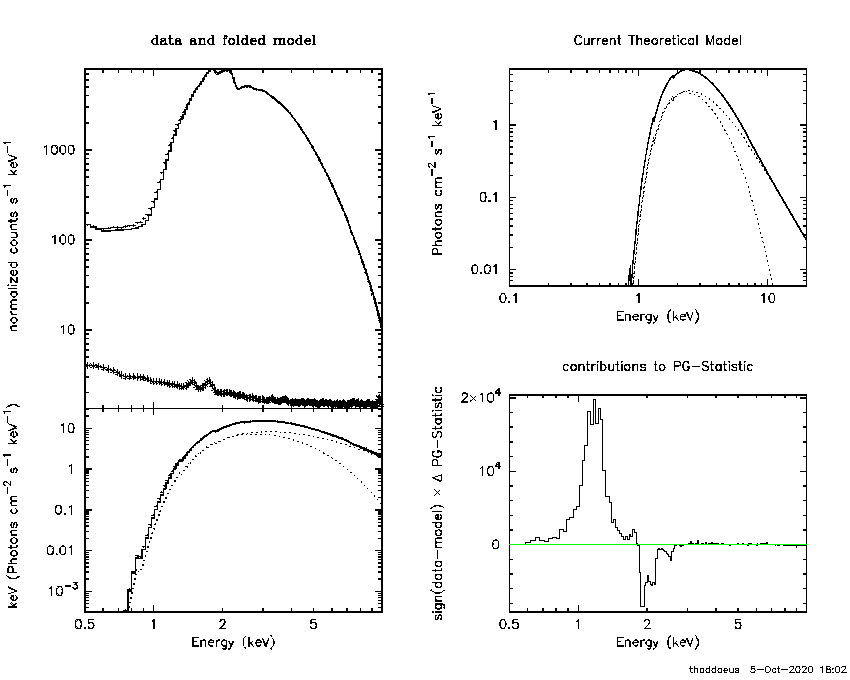 data and folded model
normalized counts s⁻¹ keV⁻¹
1000
100
10
keV (Photons cm⁻² s⁻¹ keV⁻¹)
10
1
0.1
0.01
10⁻³
0.5 1 2 5
Energy (keV)
Current Theoretical Model
Photons cm⁻² s⁻¹ keV⁻¹
1
0.1
0.01
0.1 1 10
Energy (keV)
contributions to PG−Statistic
sign(data−model) × Δ PG−Statistic
2×10⁴
10⁴
0
0.5 1 2 5
Energy (keV)
thaddaeus 5−Oct−2020 18:02